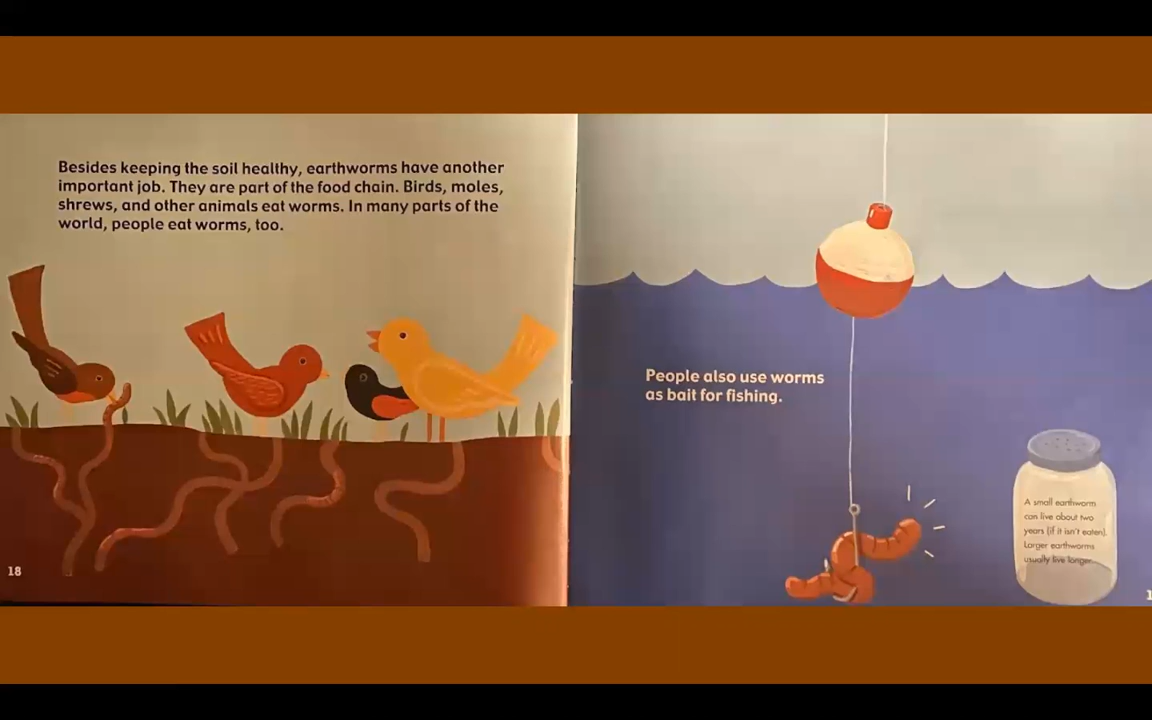 Besides keeping the soil healthy, earthworms have another
important job. They are part of the food chain. Birds, moles,
shrews, and other animals eat worms. In many parts of the
world, people eat worms, too.
18
People also use worms
as bait for fishing.
A small earthworm
can live about two
years (if it isn't eaten).
Larger earthworms
usually live longer.